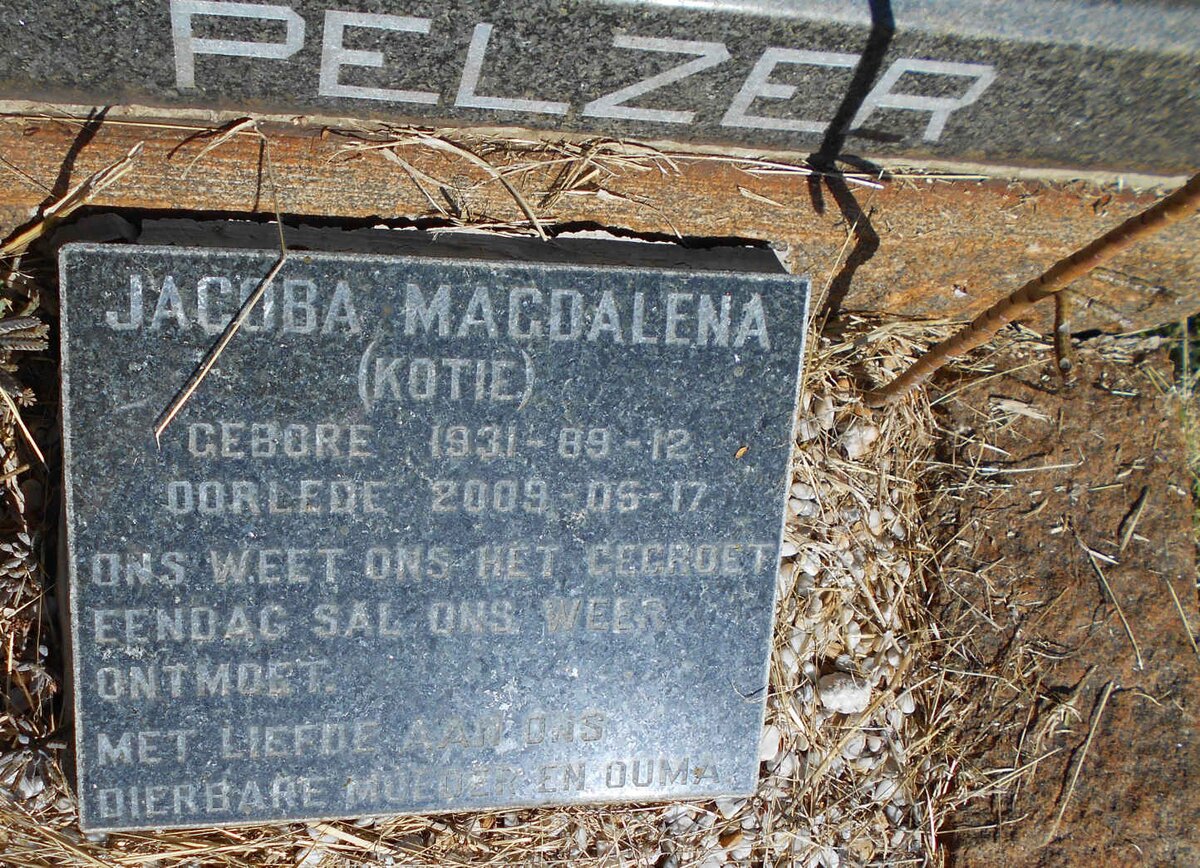 PELZER
JACOBA MAGDALENA
(KOTIE)
GEBORE 1931-09-12
OORLEDE 2009-06-17
ONS WEET ONS HET GEGROET
EENDAG SAL ONS WEER
ONTMOET.
MET LIEFDE AAN ONS
DIERBARE MOEDER EN OUMA